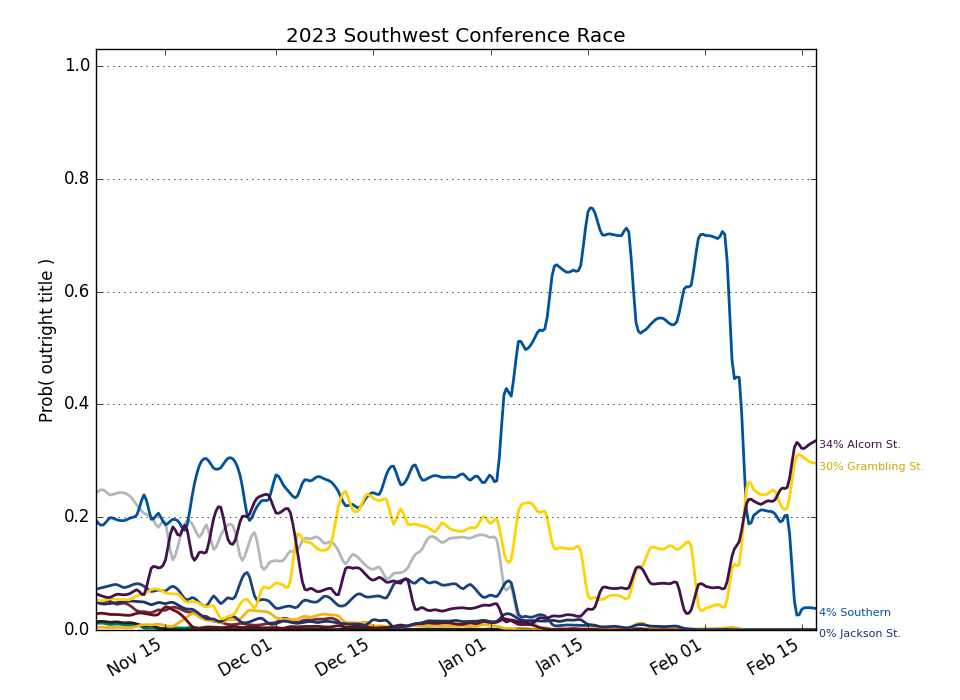 2023 Southwest Conference Race
Prob( outright title )
1.0
0.8
0.6
0.4
0.2
0.0
34% Alcorn St.
30% Grambling St.
4% Southern
0% Jackson St.
Nov 15
Dec 01
Dec 15
Jan 01
Jan 15
Feb 01
Feb 15